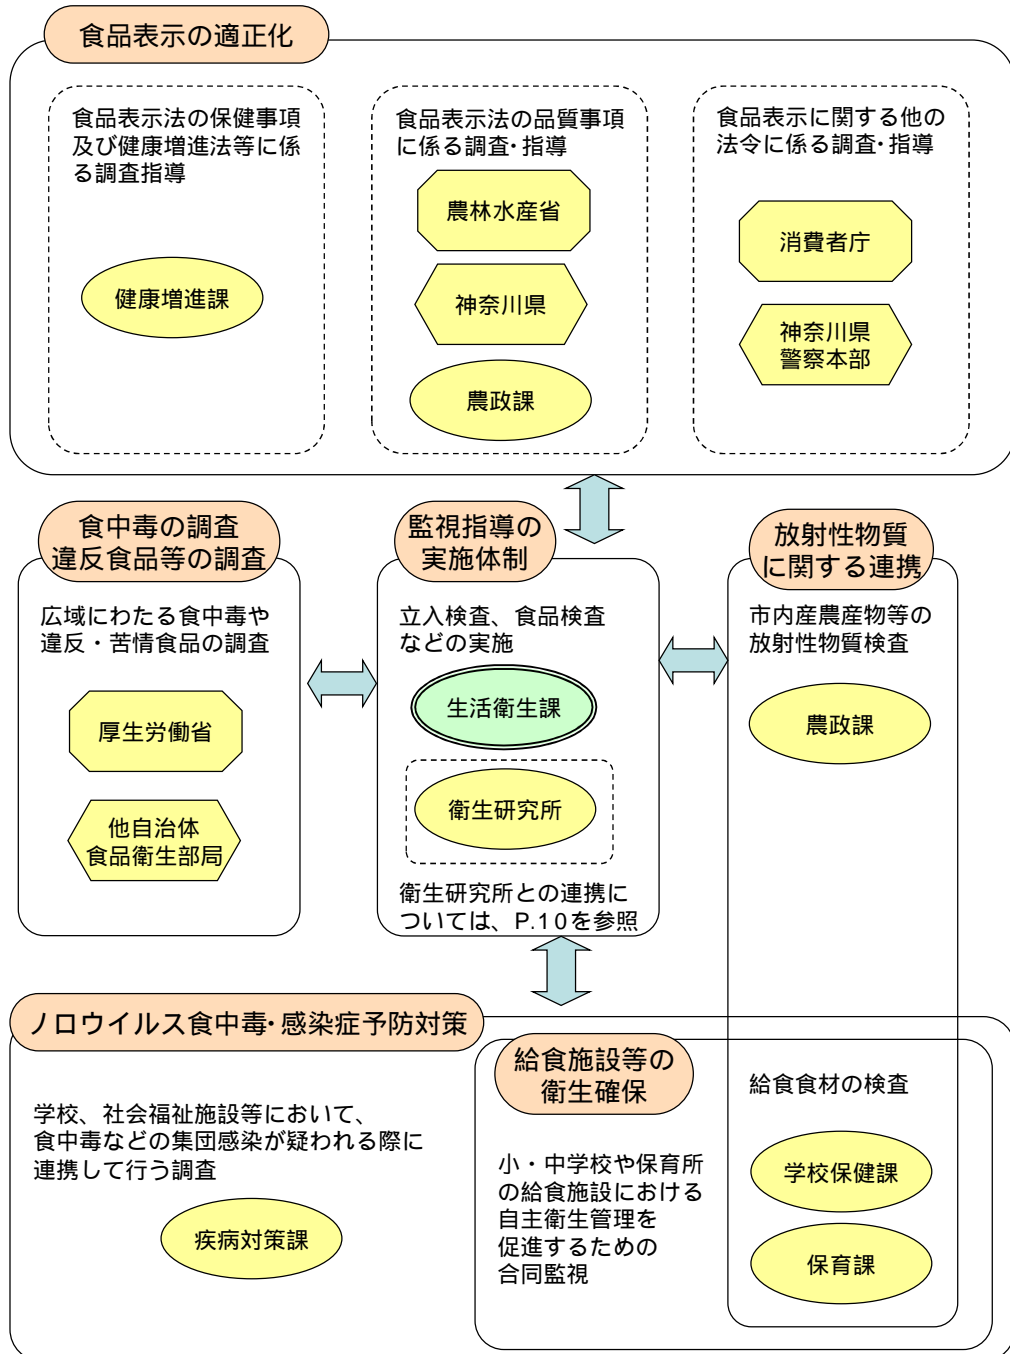 食品表示の適正化
食品表示法の保健事項
及び健康増進法等に係
る調査指導
健康増進課
食品表示法の品質事項
に係る調査・指導
農林水産省
神奈川県
農政課
食品表示に関する他の
法令に係る調査・指導
消費者庁
神奈川県
警察本部
食中毒の調査
違反食品等の調査
広域にわたる食中毒や
違反・苦情食品の調査
厚生労働省
他自治体
食品衛生部局
監視指導の
実施体制
立入検査、食品検査
などの実施
生活衛生課
衛生研究所
衛生研究所との連携に
ついては、P.10を参照
放射性物質
に関する連携
市内産農産物等の
放射性物質検査
農政課
ノロウイルス食中毒・感染症予防対策
学校、社会福祉施設等において、
食中毒などの集団感染が疑われる際に
連携して行う調査
疾病対策課
給食施設等の
衛生確保
小・中学校や保育所
の給食施設における
自主衛生管理を
促進するための
合同監視
給食食材の検査
学校保健課
保育課